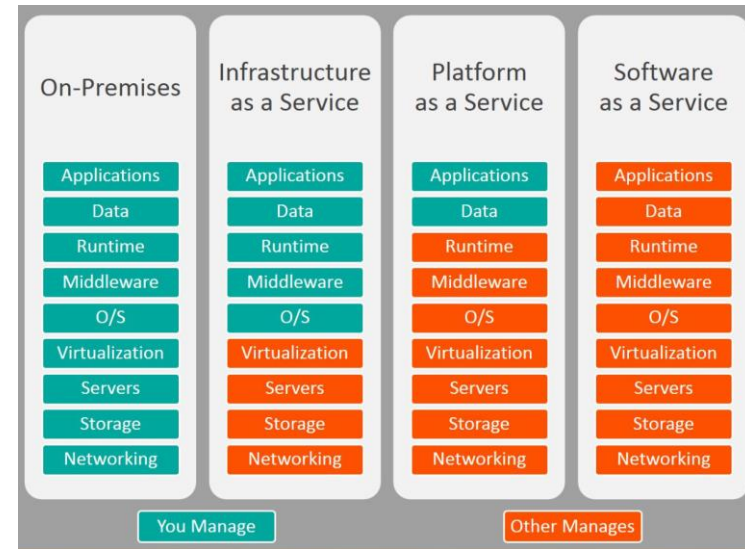 On-Premises
Applications
Data
Runtime
Middleware
O/S
Virtualization
Servers
Storage
Networking
Infrastructure
as a Service
Applications
Data
Runtime
Middleware
O/S
Virtualization
Servers
Storage
Networking
Platform
as a Service
Applications
Data
Runtime
Middleware
O/S
Virtualization
Servers
Storage
Networking
Software
as a Service
Applications
Data
Runtime
Middleware
O/S
Virtualization
Servers
Storage
Networking
You Manage
Other Manages